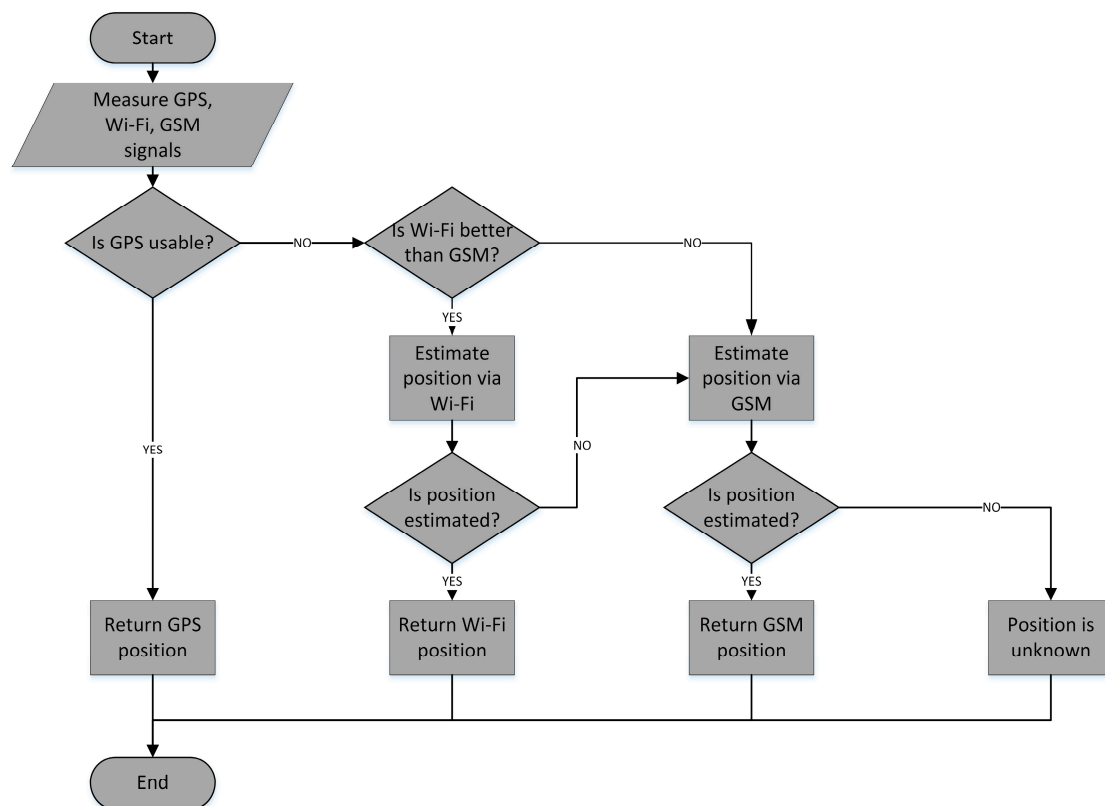 Start
Measure GPS,
Wi-Fi, GSM
signals
Is GPS usable?
NO
Is Wi-Fi better
than GSM?
NO
YES
Estimate
position via
Wi-Fi
Estimate
position via
GSM
YES
NO
Is position
estimated?
Is position
estimated?
NO
YES
YES
Return GPS
position
Return Wi-Fi
position
Return GSM
position
Position is
unknown
End